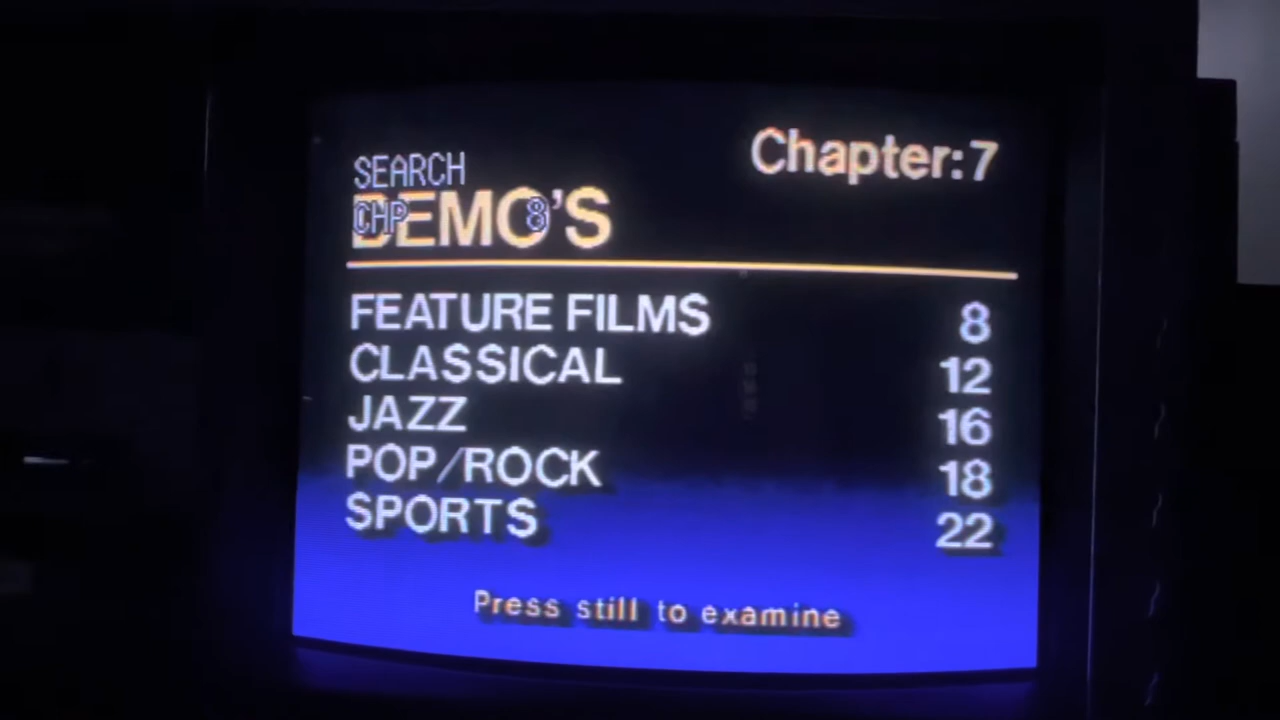 Chapter:7
SEARCH
CHP 8
DEMO'S
FEATURE FILMS 8
CLASSICAL 12
JAZZ 16
POP/ROCK 18
SPORTS 22
Press still to examine